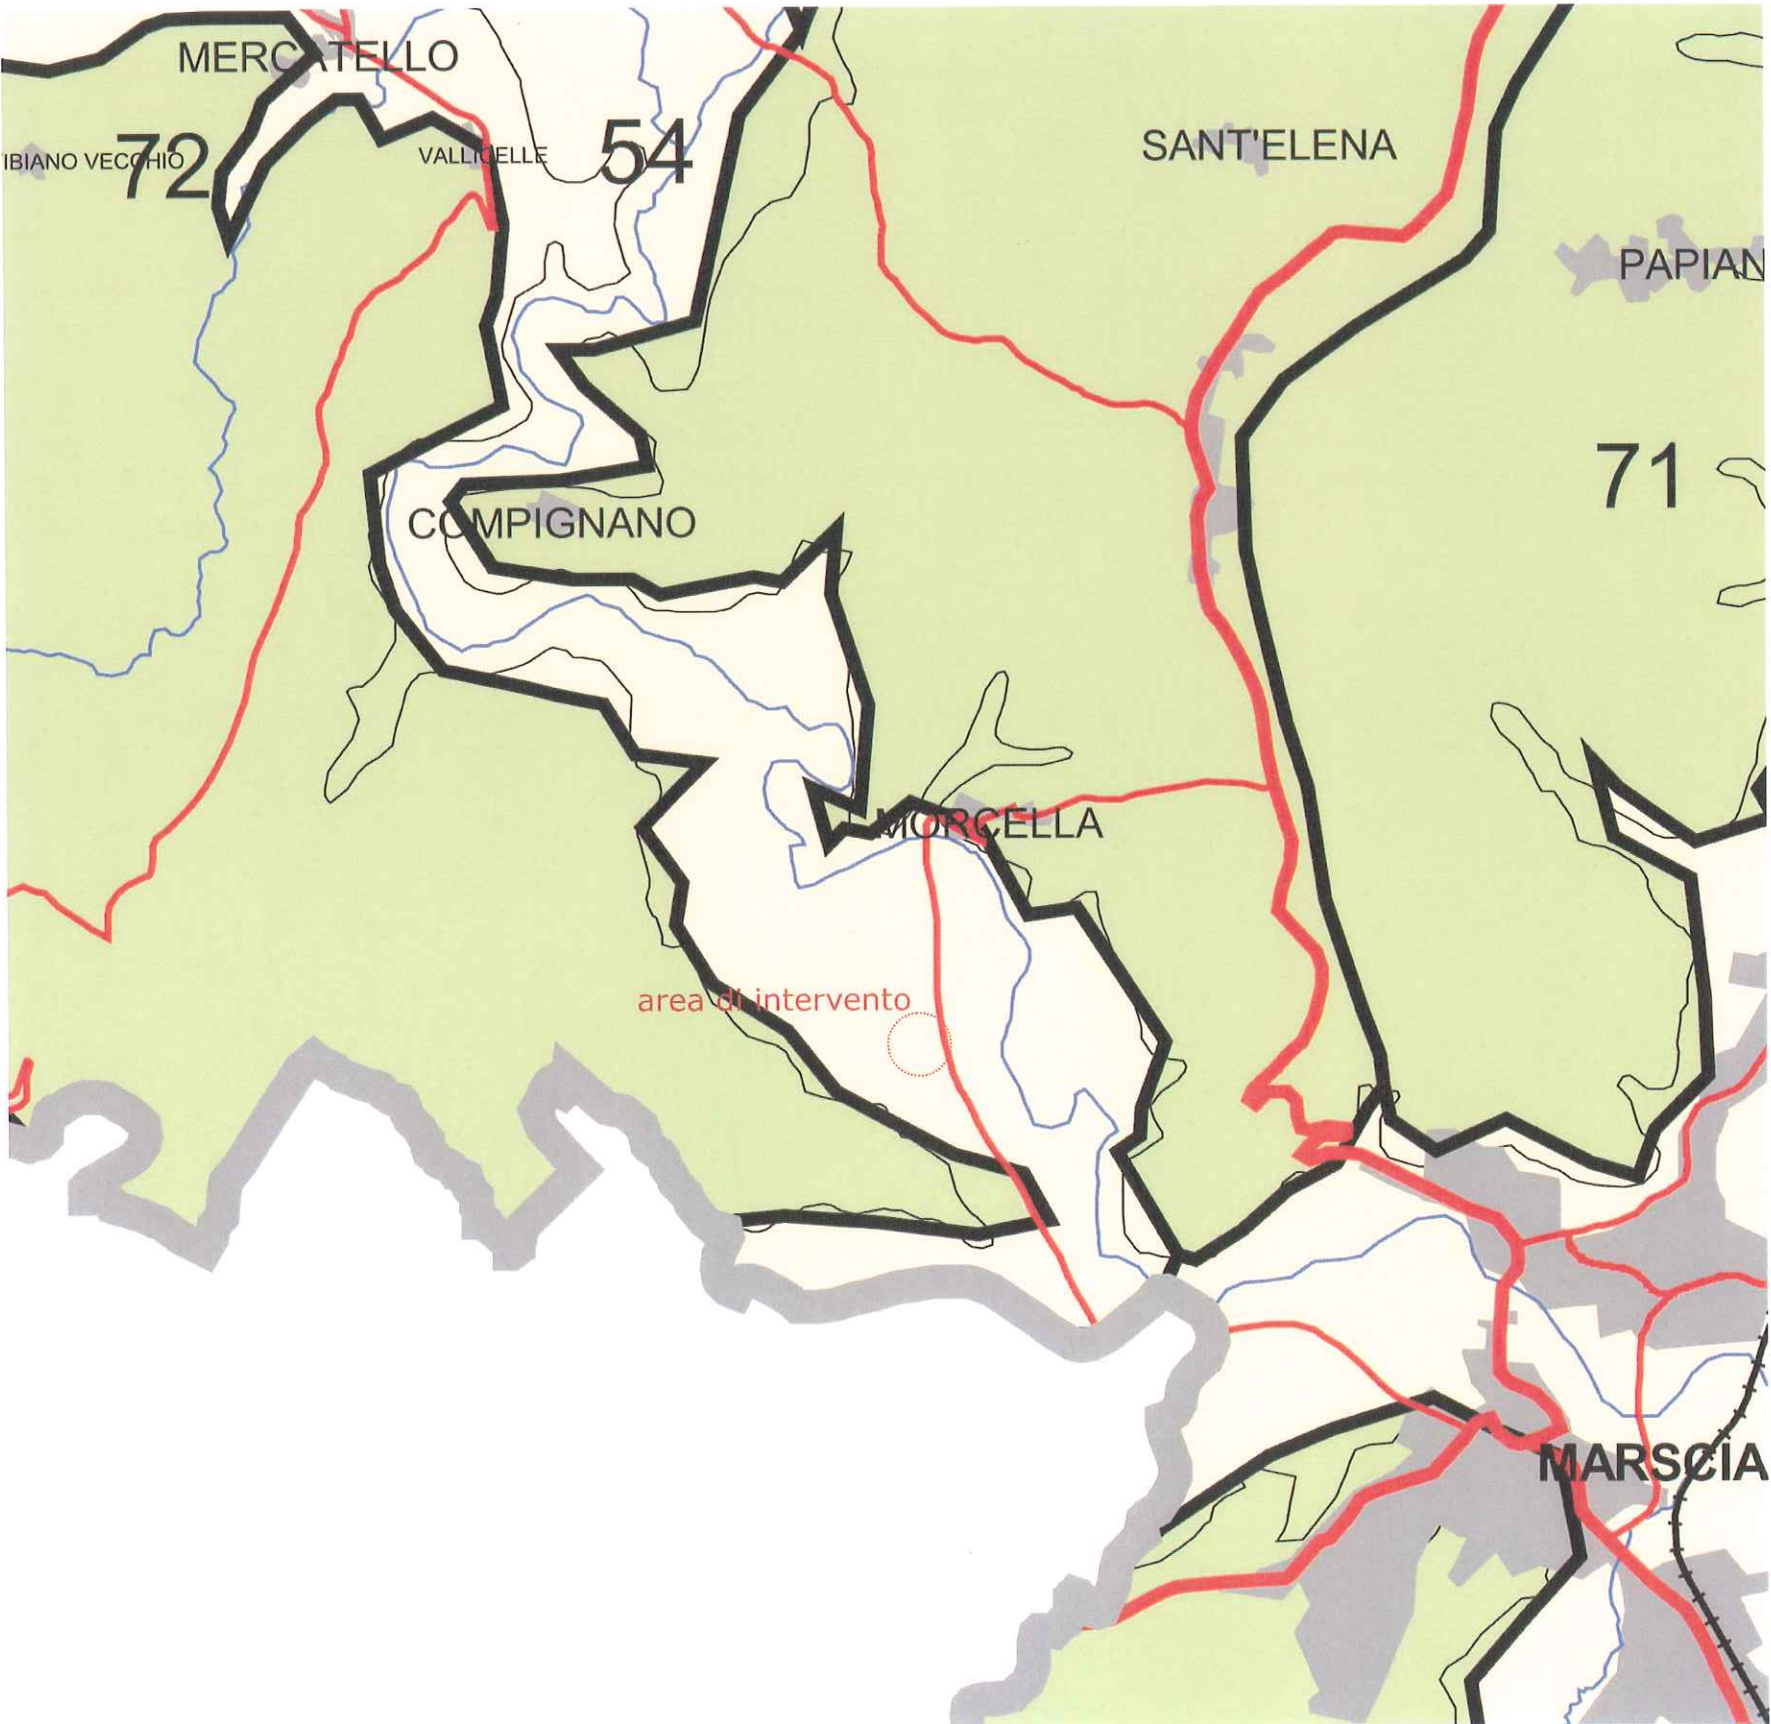 MERCATELLO
72
IBIANO VECCHIO
VALLICELLE
54
SANT'ELENA
PAPIAN
71
COMPIGNANO
MORCELLA
area di intervento
MARSCIA